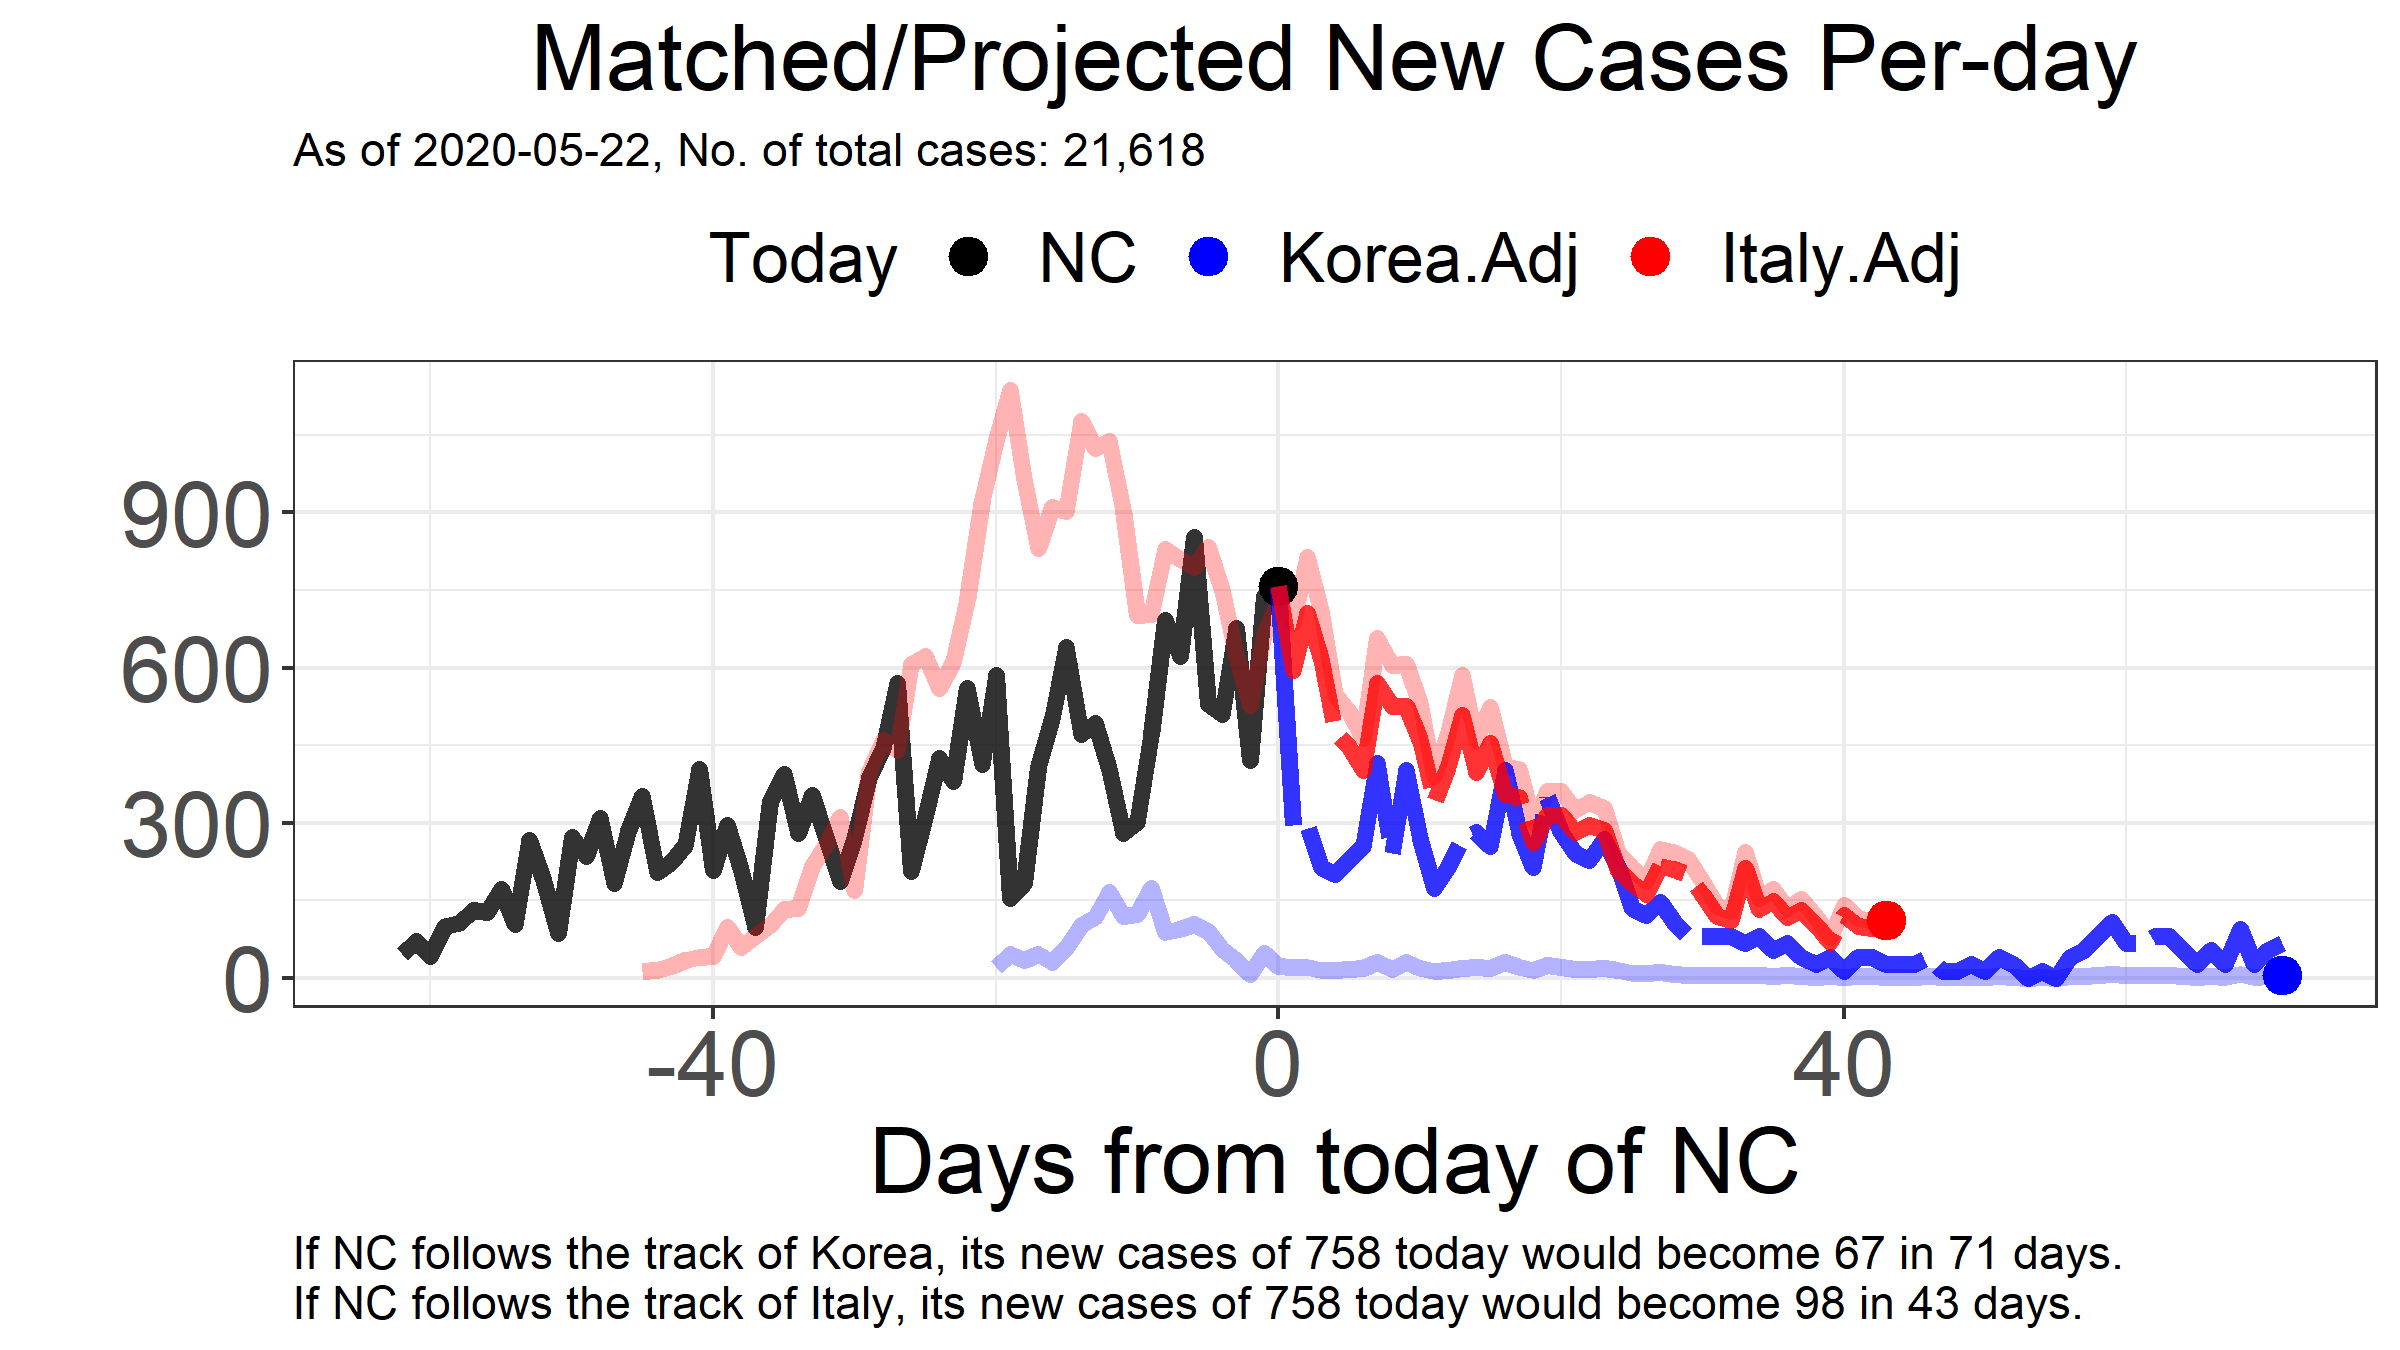 Matched/Projected New Cases Per-day
As of 2020-05-22, No. of total cases: 21,618
Today NC Korea.Adj Italy.Adj
900
600
300
0
-40 0 40
Days from today of NC
If NC follows the track of Korea, its new cases of 758 today would become 67 in 71 days.
If NC follows the track of Italy, its new cases of 758 today would become 98 in 43 days.